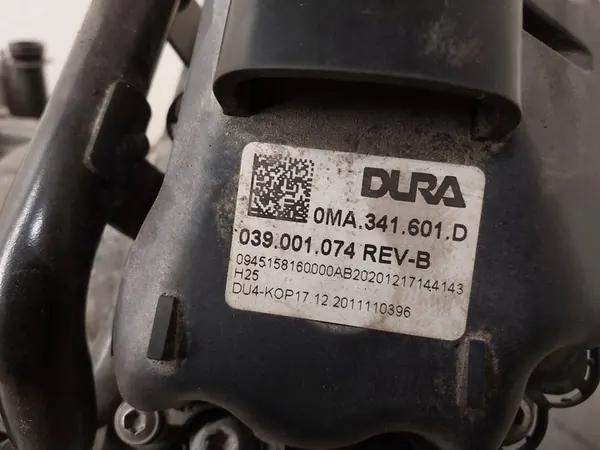 DURA
0MA.341.601.D
039.001.074 REV-B
0945158160000AB20201217144143
H25
DU4-KOP17.12.2011110396